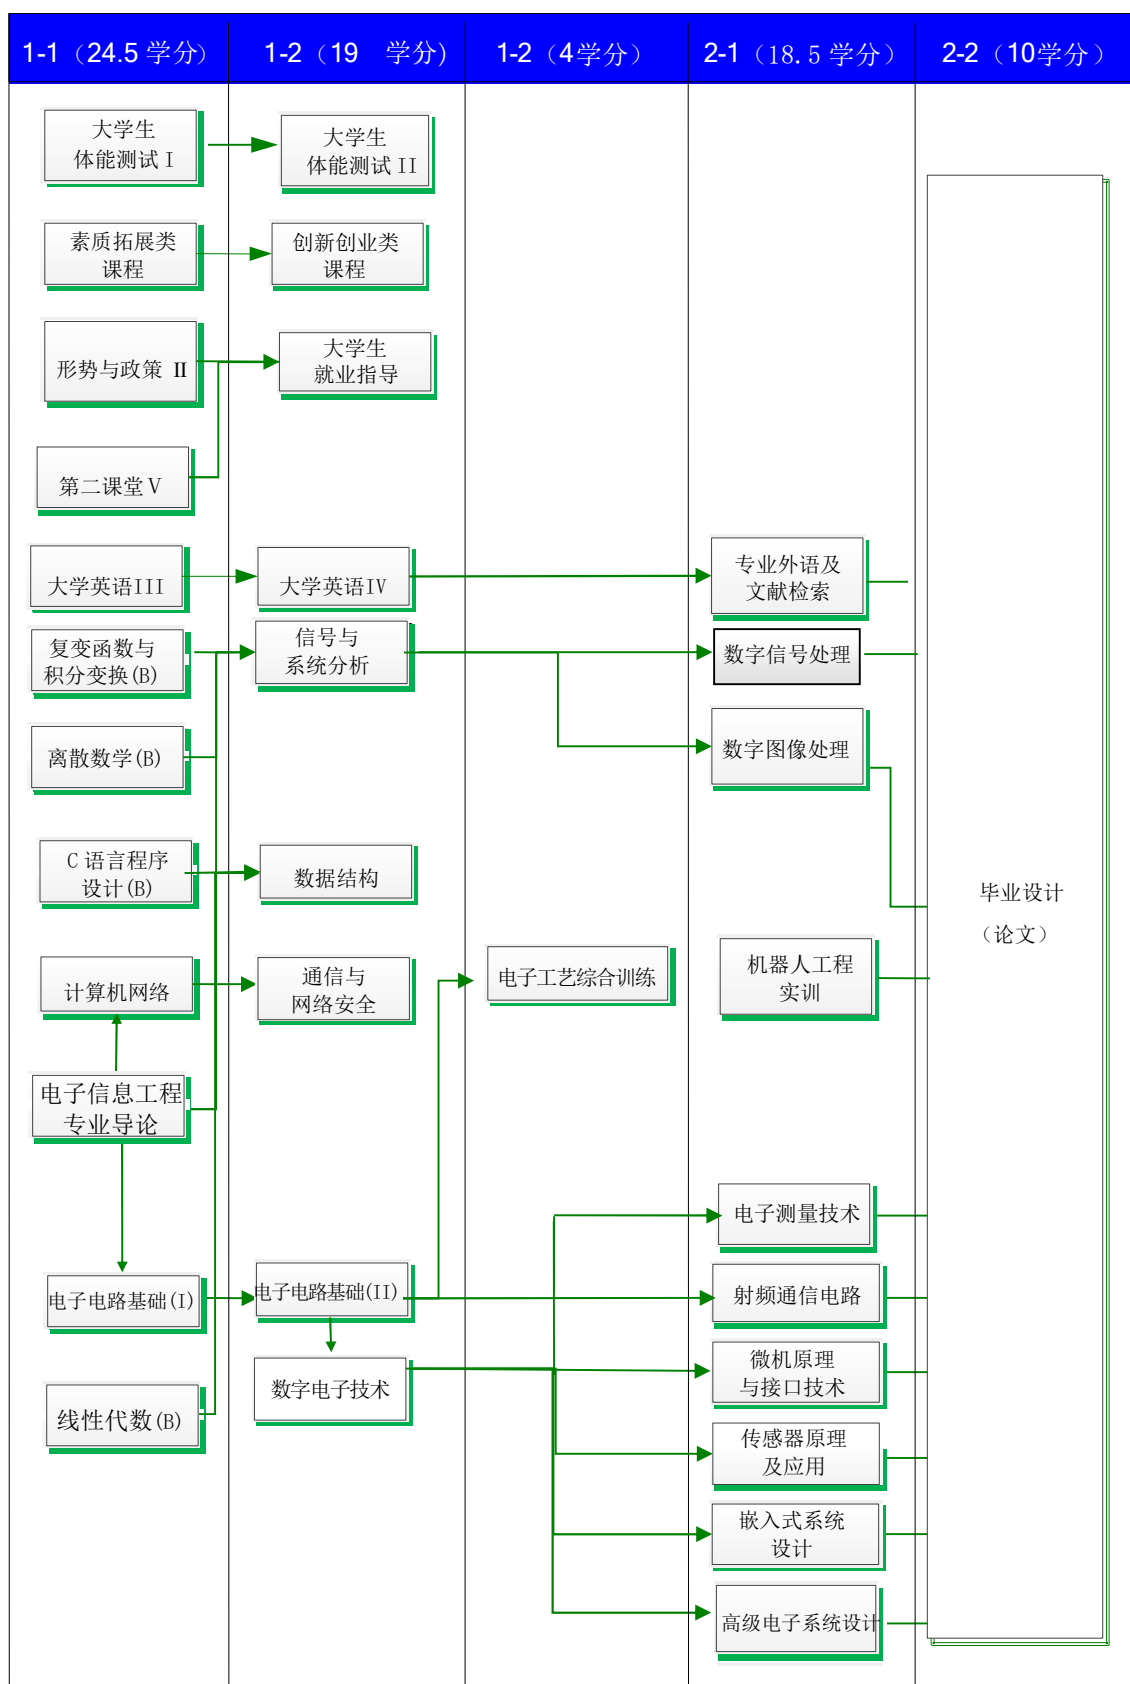 1-1（24.5 学分）
1-2（19 学分）
1-2（4学分）
2-1（18.5 学分）
2-2（10学分）
大学生
体能测试 I
素质拓展类
课程
形势与政策 II
第二课堂 V
大学英语III
复变函数与
积分变换(B)
离散数学(B)
C 语言程序
设计(B)
计算机网络
电子信息工程
专业导论
电子电路基础(I)
线性代数(B)
大学生
体能测试 II
创新创业类
课程
大学生
就业指导
大学英语IV
信号与
系统分析
数据结构
通信与
网络安全
电子电路基础(II)
数字电子技术
电子工艺综合训练
专业外语及
文献检索
数字信号处理
数字图像处理
机器人工程
实训
电子测量技术
射频通信电路
微机原理
与接口技术
传感器原理
及应用
嵌入式系统
设计
高级电子系统设计
毕业设计
（论文）